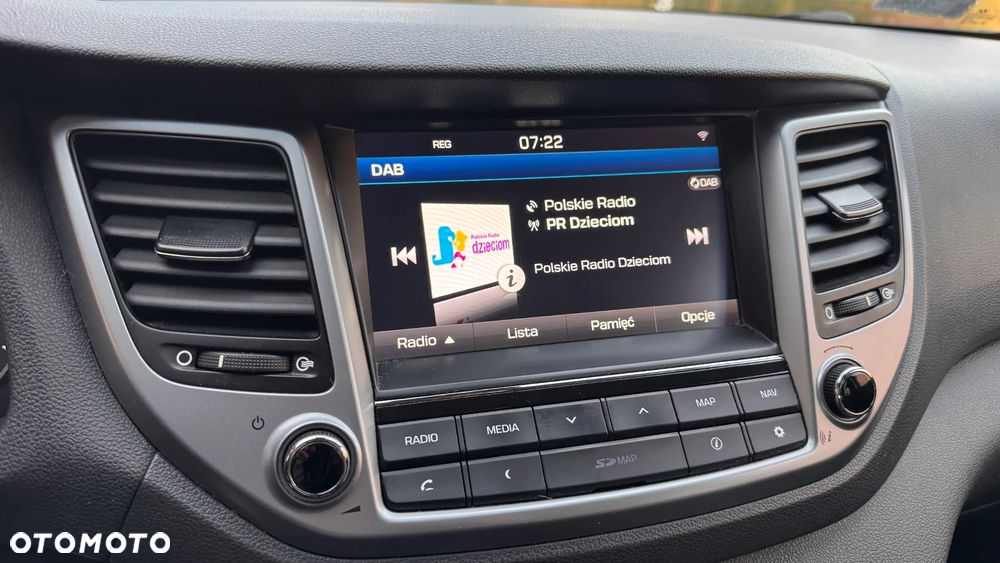 REG
07:22
DAB
DAB
Polskie Radio
PR Dzieciom
Polskie Radio
dzieciom
Polskie Radio Dzieciom
Radio
Lista
Pamięć
Opcje
RADIO
MEDIA
MAP
NAV
SD MAP
OTOMOTO